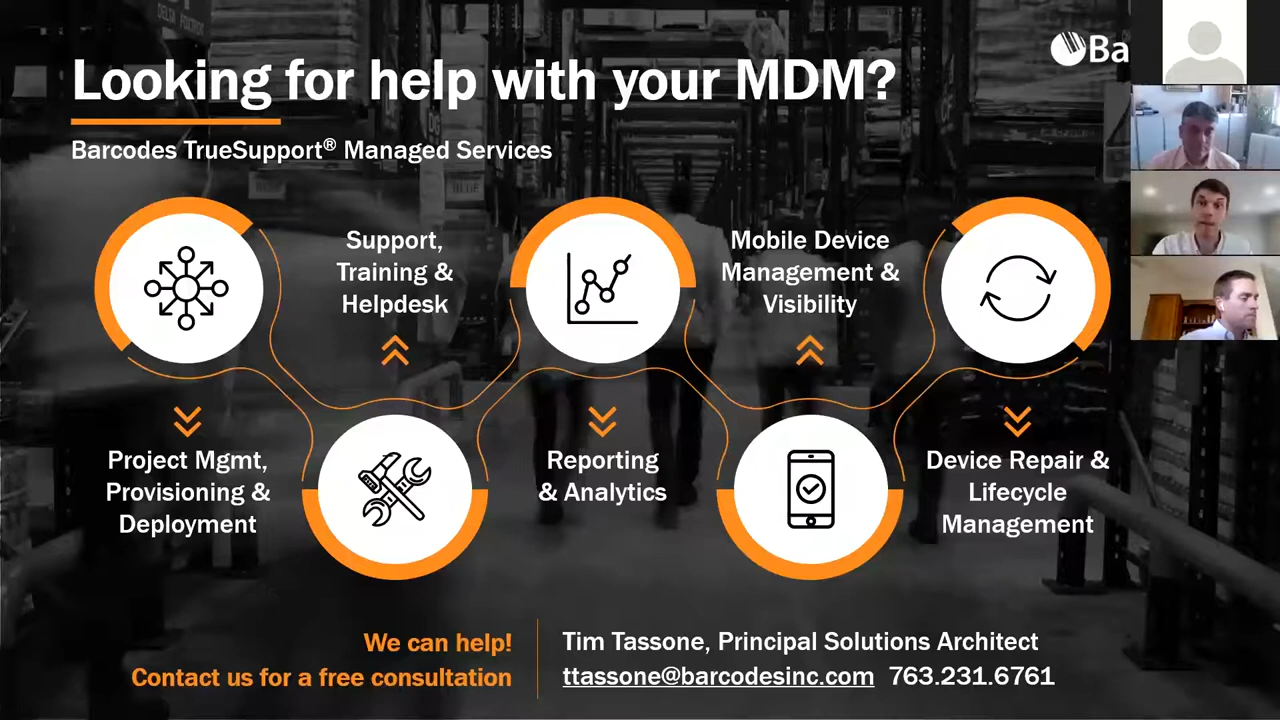 Looking for help with your MDM?
Barcodes TrueSupport® Managed Services
Ba
Support,
Training &
Helpdesk
Mobile Device
Management &
Visibility
Project Mgmt,
Provisioning &
Deployment
Reporting
& Analytics
Device Repair &
Lifecycle
Management
We can help!
Contact us for a free consultation
Tim Tassone, Principal Solutions Architect
ttassone@barcodesinc.com 763.231.6761